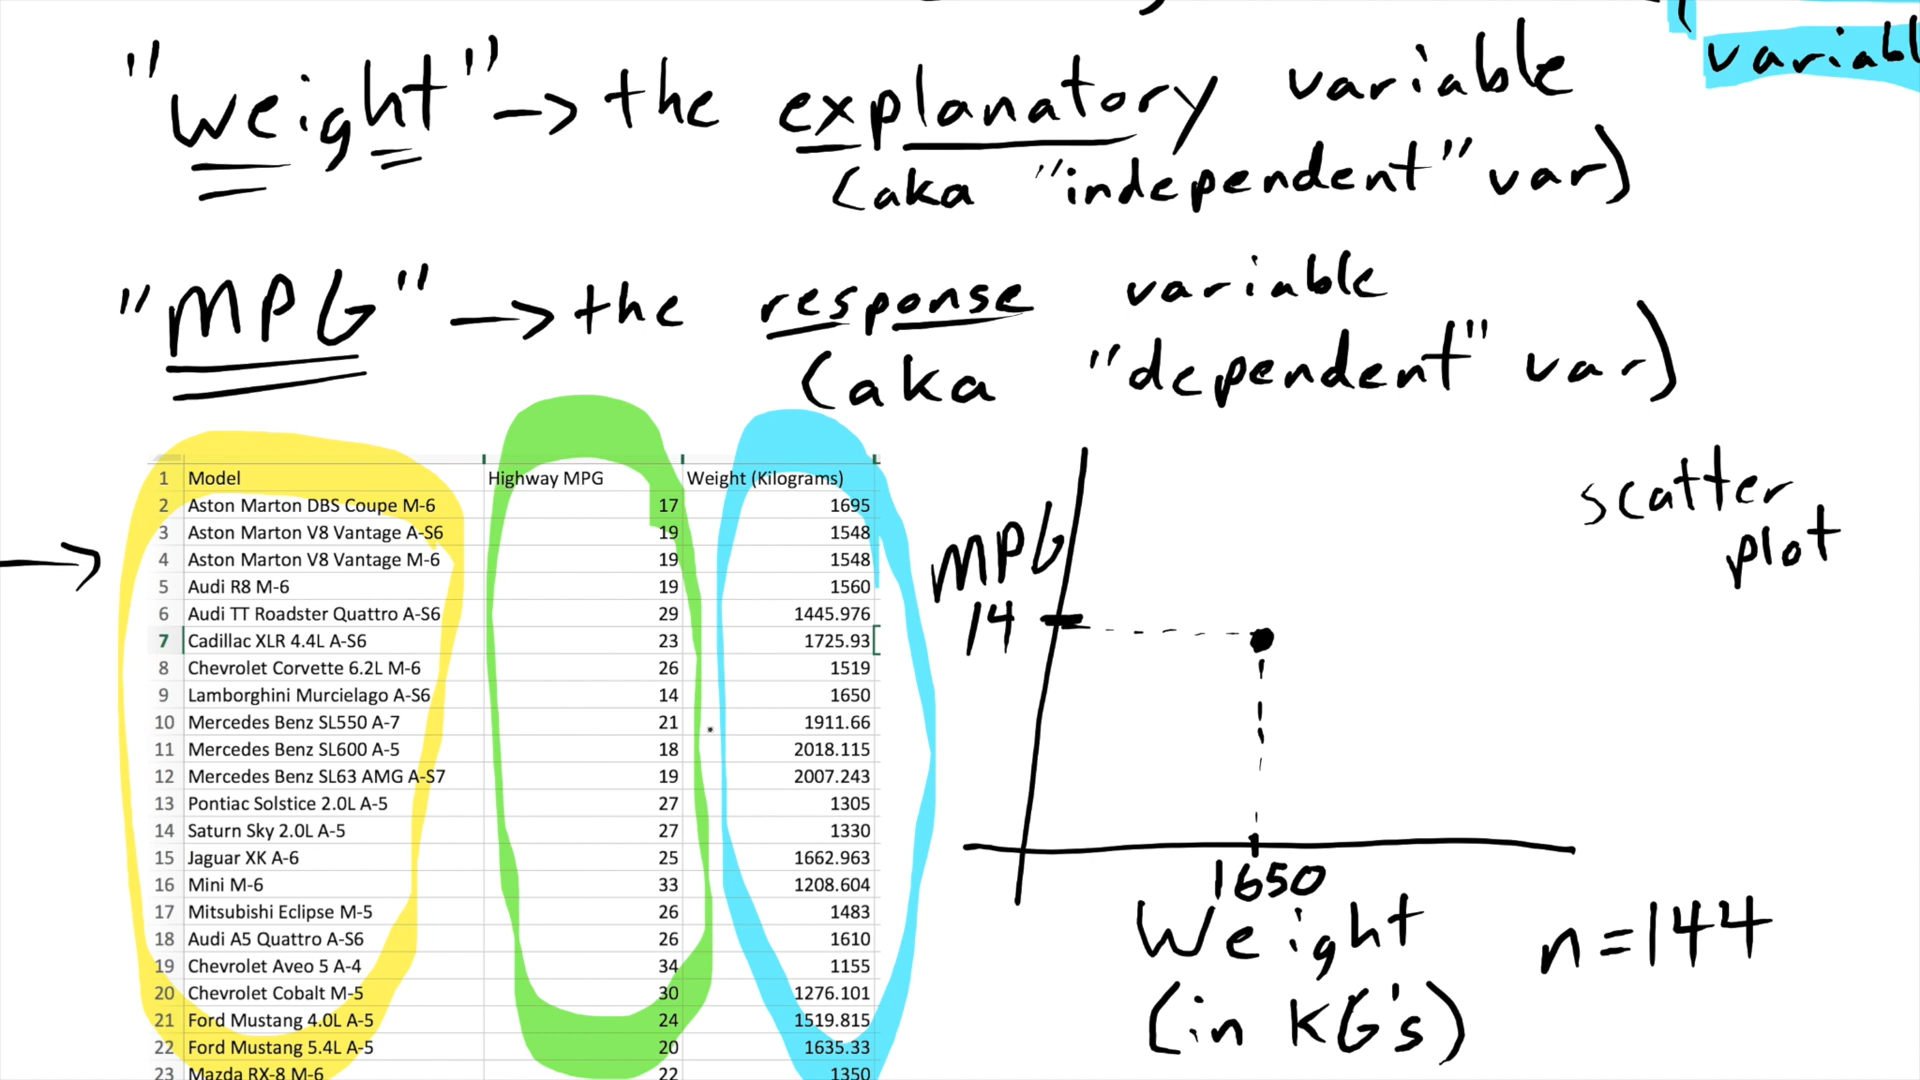 variabl
"weight" -> the explanatory variable
(aka "independent" var)
"MPG" -> the response variable
(aka "dependent" var)
1 Model Highway MPG Weight (Kilograms)
2 Aston Marton DBS Coupe M-6 17 1695
3 Aston Marton V8 Vantage A-S6 19 1548
4 Aston Marton V8 Vantage M-6 19 1548
5 Audi R8 M-6 19 1560
6 Audi TT Roadster Quattro A-S6 29 1445.976
7 Cadillac XLR 4.4L A-S6 23 1725.93
8 Chevrolet Corvette 6.2L M-6 26 1519
9 Lamborghini Murcielago A-S6 14 1650
10 Mercedes Benz SL550 A-7 21 1911.66
11 Mercedes Benz SL600 A-5 18 2018.115
12 Mercedes Benz SL63 AMG A-S7 19 2007.243
13 Pontiac Solstice 2.0L A-5 27 1305
14 Saturn Sky 2.0L A-5 27 1330
15 Jaguar XK A-6 25 1662.963
16 Mini M-6 33 1208.604
17 Mitsubishi Eclipse M-5 26 1483
18 Audi A5 Quattro A-S6 26 1610
19 Chevrolet Aveo 5 A-4 34 1155
20 Chevrolet Cobalt M-5 30 1276.101
21 Ford Mustang 4.0L A-5 24 1519.815
22 Ford Mustang 5.4L A-5 20 1635.33
23 Mazda RX-8 M-6 22 1350
scatter
plot
MPG
14
1650
Weight
(in KG's)
n=144